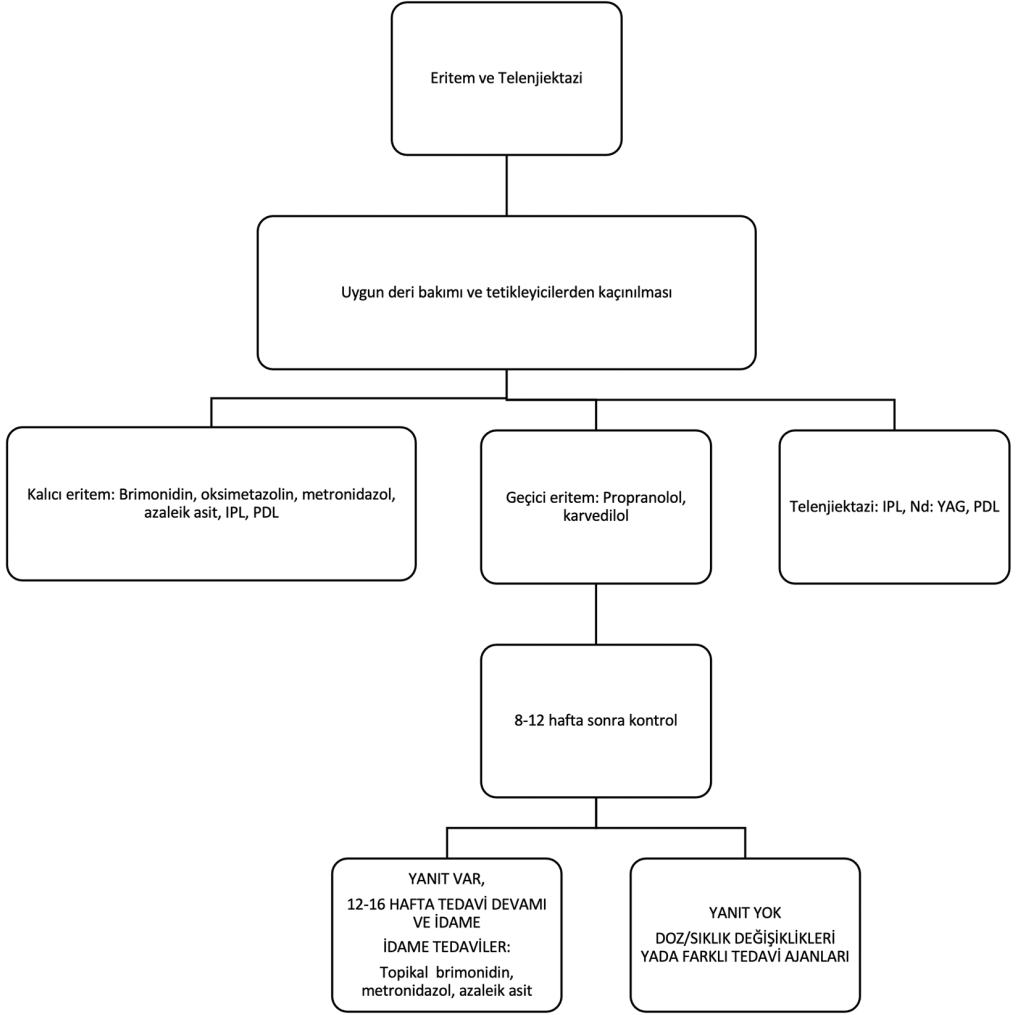 Eritem ve Telenjiektazi
Uygun deri bakımı ve tetikleyicilerden kaçınılması
Kalıcı eritem: Brimonidin, oksimetazolin, metronidazol,
azaleik asit, IPL, PDL
Geçici eritem: Propranolol,
karvedilol
Telenjiektazi: IPL, Nd: YAG, PDL
8-12 hafta sonra kontrol
YANIT VAR,
12-16 HAFTA TEDAVİ DEVAMI
VE İDAME
İDAME TEDAVİLER:
Topikal brimonidin,
metronidazol, azaleik asit
YANIT YOK
DOZ/SIKLIK DEĞİŞİKLİKLERİ
YADA FARKLI TEDAVİ AJANLARI